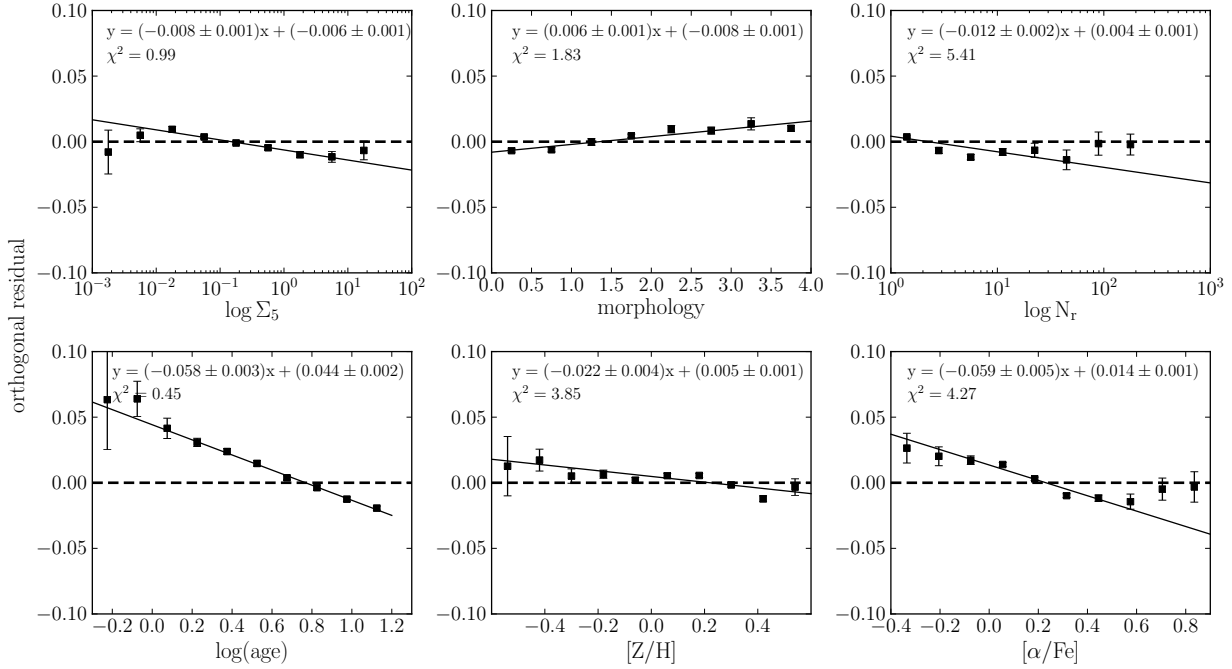 0.10
0.05
0.00
−0.05
−0.10
y = (−0.008 ± 0.001)x + (−0.006 ± 0.001)
χ² = 0.99
10⁻³ 10⁻² 10⁻¹ 10⁰ 10¹ 10²
log Σ₅
y = (0.006 ± 0.001)x + (−0.008 ± 0.001)
χ² = 1.83
0.10
0.05
0.00
−0.05
−0.10
0.0 0.5 1.0 1.5 2.0 2.5 3.0 3.5 4.0
morphology
y = (−0.012 ± 0.002)x + (0.004 ± 0.001)
χ² = 5.41
0.10
0.05
0.00
−0.05
−0.10
10⁰ 10¹ 10² 10³
log Nᵣ
orthogonal residual
0.10
0.05
0.00
−0.05
−0.10
y = (−0.058 ± 0.003)x + (0.044 ± 0.002)
χ² = 0.45
−0.2 0.0 0.2 0.4 0.6 0.8 1.0 1.2
log(age)
0.10
0.05
0.00
−0.05
−0.10
y = (−0.022 ± 0.004)x + (0.005 ± 0.001)
χ² = 3.85
−0.4 −0.2 0.0 0.2 0.4
[Z/H]
0.10
0.05
0.00
−0.05
−0.10
y = (−0.059 ± 0.005)x + (0.014 ± 0.001)
χ² = 4.27
−0.4 −0.2 0.0 0.2 0.4 0.6 0.8
[α/Fe]